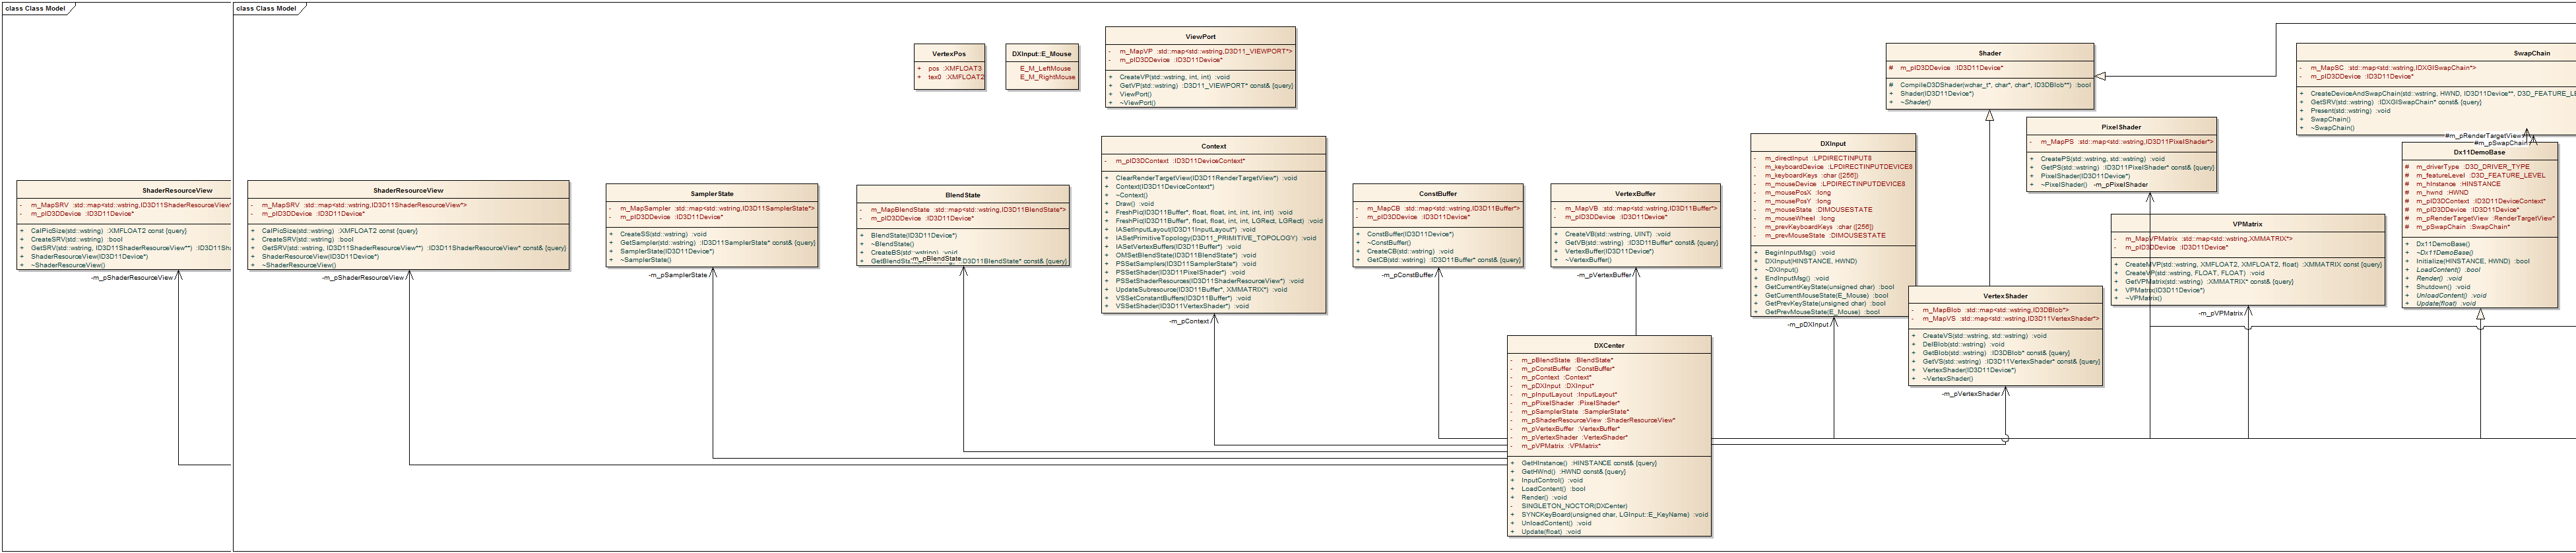 class Class Model
ShaderResourceView
- m_MapSRV :std::map<std::wstring,ID3D11ShaderResourceView*
- m_pID3DDevice :ID3D11Device*
+ CalPicSize(std::wstring) :XMFLOAT2 const {query}
+ CreateSRV(std::wstring) :bool
+ GetSRV(std::wstring, ID3D11ShaderResourceView**) :ID3D11Sh
+ ShaderResourceView(ID3D11Device*)
+ ~ShaderResourceView()
-m_pShaderResourceView
class Class Model
ShaderResourceView
- m_MapSRV :std::map<std::wstring,ID3D11ShaderResourceView*>
- m_pID3DDevice :ID3D11Device*
+ CalPicSize(std::wstring) :XMFLOAT2 const {query}
+ CreateSRV(std::wstring) :bool
+ GetSRV(std::wstring, ID3D11ShaderResourceView**) :ID3D11ShaderResourceView* const& {query}
+ ShaderResourceView(ID3D11Device*)
+ ~ShaderResourceView()
-m_pShaderResourceView
SamplerState
- m_MapSampler :std::map<std::wstring,ID3D11SamplerState*>
- m_pID3DDevice :ID3D11Device*
+ CreateSS(std::wstring) :void
+ GetSampler(std::wstring) :ID3D11SamplerState* const& {query}
+ SamplerState(ID3D11Device*)
+ ~SamplerState()
-m_pSamplerState
VertexPos
+ pos :XMFLOAT3
+ tex0 :XMFLOAT2
DXInput::E_Mouse
E_M_LeftMouse
E_M_RightMouse
BlendState
- m_MapBlendState :std::map<std::wstring,ID3D11BlendState*>
- m_pID3DDevice :ID3D11Device*
+ BlendState(ID3D11Device*)
+ ~BlendState()
+ CreateBS(std::wstring) :void
+ GetBlendSta D3D11BlendState* const& {query}
-m_pBlendState
ViewPort
- m_MapVP :std::map<std::wstring,D3D11_VIEWPORT*>
- m_pID3DDevice :ID3D11Device*
+ CreateVP(std::wstring, int, int) :void
+ GetVP(std::wstring) :D3D11_VIEWPORT* const& {query}
+ ViewPort()
+ ~ViewPort()
Context
- m_pID3DContext :ID3D11DeviceContext*
+ ClearRenderTargetView(ID3D11RenderTargetView*) :void
+ Context(ID3D11DeviceContext*)
+ ~Context()
+ Draw() :void
+ FreshPic(ID3D11Buffer*, float, float, int, int, int, int) :void
+ FreshPic(ID3D11Buffer*, float, float, int, int, LGRect, LGRect) :void
+ IASetInputLayout(ID3D11InputLayout*) :void
+ IASetPrimitiveTopology(D3D11_PRIMITIVE_TOPOLOGY) :void
+ IASetVertexBuffers(ID3D11Buffer*) :void
+ OMSetBlendState(ID3D11BlendState*) :void
+ PSSetSamplers(ID3D11SamplerState*) :void
+ PSSetShader(ID3D11PixelShader*) :void
+ PSSetShaderResources(ID3D11ShaderResourceView*) :void
+ UpdateSubresource(ID3D11Buffer*, XMMATRIX*) :void
+ VSSetConstantBuffers(ID3D11Buffer*) :void
+ VSSetShader(ID3D11VertexShader*) :void
-m_pContext
ConstBuffer
- m_MapCB :std::map<std::wstring,ID3D11Buffer*>
- m_pID3DDevice :ID3D11Device*
+ ConstBuffer(ID3D11Device*)
+ ~ConstBuffer()
+ CreateCB(std::wstring) :void
+ GetCB(std::wstring) :ID3D11Buffer* const& {query}
-m_pConstBuffer
VertexBuffer
- m_MapVB :std::map<std::wstring,ID3D11Buffer*>
- m_pID3DDevice :ID3D11Device*
+ CreateVB(std::wstring, UINT) :void
+ GetVB(std::wstring) :ID3D11Buffer* const& {query}
+ VertexBuffer(ID3D11Device*)
+ ~VertexBuffer()
-m_pVertexBuffer
DXCenter
- m_pBlendState :BlendState*
- m_pConstBuffer :ConstBuffer*
- m_pContext :Context*
- m_pDXInput :DXInput*
- m_pInputLayout :InputLayout*
- m_pPixelShader :PixelShader*
- m_pSamplerState :SamplerState*
- m_pShaderResourceView :ShaderResourceView*
- m_pVertexBuffer :VertexBuffer*
- m_pVertexShader :VertexShader*
- m_pVPMatrix :VPMatrix*
+ GetHInstance() :HINSTANCE const& {query}
+ GetHWnd() :HWND const& {query}
+ InputControl() :void
+ LoadContent() :bool
+ Render() :void
- SINGLETON_NOCTOR(DXCenter)
+ SYNCKeyBoard(unsigned char, LGInput::E_KeyName) :void
+ UnloadContent() :void
+ Update(float) :void
DXInput
- m_directInput :LPDIRECTINPUT8
- m_keyboardDevice :LPDIRECTINPUTDEVICE8
- m_keyboardKeys :char ([256])
- m_mouseDevice :LPDIRECTINPUTDEVICE8
- m_mousePosX :long
- m_mousePosY :long
- m_mouseState :DIMOUSESTATE
- m_mouseWheel :long
- m_prevKeyboardKeys :char ([256])
- m_prevMouseState :DIMOUSESTATE
+ BeginInputMsg() :void
+ DXInput(HINSTANCE, HWND)
+ ~DXInput()
+ EndInputMsg() :void
+ GetCurrentKeyState(unsigned char) :bool
+ GetCurrentMouseState(E_Mouse) :bool
+ GetPrevKeyState(unsigned char) :bool
+ GetPrevMouseState(E_Mouse) :bool
-m_pDXInput
Shader
# m_pID3DDevice :ID3D11Device*
# CompileD3DShader(wchar_t*, char*, char*, ID3DBlob**) :bool
+ Shader(ID3D11Device*)
+ ~Shader()
PixelShader
- m_MapPS :std::map<std::wstring,ID3D11PixelShader*>
+ CreatePS(std::wstring, std::wstring) :void
+ GetPS(std::wstring) :ID3D11PixelShader* const& {query}
+ PixelShader(ID3D11Device*)
+ ~PixelShader()
-m_pPixelShader
VertexShader
- m_MapBlob :std::map<std::wstring,ID3DBlob*>
- m_MapVS :std::map<std::wstring,ID3D11VertexShader*>
+ CreateVS(std::wstring, std::wstring) :void
+ DelBlob(std::wstring) :void
+ GetBlob(std::wstring) :ID3DBlob* const& {query}
+ GetVS(std::wstring) :ID3D11VertexShader* const& {query}
+ VertexShader(ID3D11Device*)
+ ~VertexShader()
-m_pVertexShader
VPMatrix
- m_MapVPMatrix :std::map<std::wstring,XMMATRIX*>
- m_pID3DDevice :ID3D11Device*
+ CreateMVP(std::wstring, XMFLOAT2, XMFLOAT2, float) :XMMATRIX const {query}
+ CreateVP(std::wstring, FLOAT, FLOAT) :void
+ GetVPMatrix(std::wstring) :XMMATRIX* const& {query}
+ VPMatrix(ID3D11Device*)
+ ~VPMatrix()
-m_pVPMatrix
SwapChain
- m_MapSC :std::map<std::wstring,IDXGISwapChain*>
- m_pID3DDevice :ID3D11Device*
+ CreateDeviceAndSwapChain(std::wstring, HWND, ID3D11Device**, D3D_FEATURE_LE
+ GetSRV(std::wstring) :IDXGISwapChain* const& {query}
+ Present(std::wstring) :void
+ SwapChain()
+ ~SwapChain()
#m_pRenderTargetView
#m_pSwapChain
Dx11DemoBase
# m_driverType :D3D_DRIVER_TYPE
# m_featureLevel :D3D_FEATURE_LEVEL
# m_hInstance :HINSTANCE
# m_hwnd :HWND
# m_pID3DContext :ID3D11DeviceContext*
# m_pID3DDevice :ID3D11Device*
# m_pRenderTargetView :RenderTargetView*
# m_pSwapChain :SwapChain*
+ Dx11DemoBase()
+ ~Dx11DemoBase()
+ Initialize(HINSTANCE, HWND) :bool
+ LoadContent() :bool
+ Render() :void
+ Shutdown() :void
+ UnloadContent() :void
+ Update(float) :void